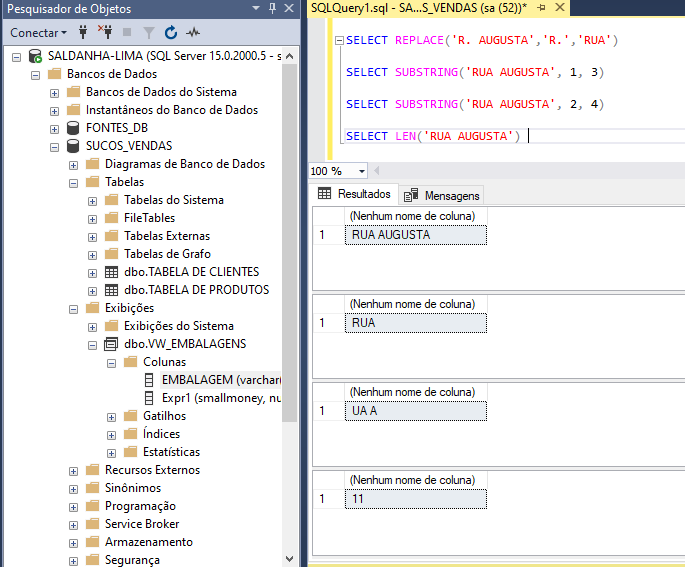 Pesquisador de Objetos
Conectar
SALDANHA-LIMA (SQL Server 15.0.2000.5 - s
Bancos de Dados
Bancos de Dados do Sistema
Instantâneos do Banco de Dados
FONTES_DB
SUCOS_VENDAS
Diagramas de Banco de Dados
Tabelas
Tabelas do Sistema
FileTables
Tabelas Externas
Tabelas de Grafo
dbo.TABELA DE CLIENTES
dbo.TABELA DE PRODUTOS
Exibições
Exibições do Sistema
dbo.VW_EMBALAGENS
Colunas
EMBALAGEM (varchar(
Expr1 (smallmoney, nu
Gatilhos
Índices
Estatísticas
Recursos Externos
Sinônimos
Programação
Service Broker
Armazenamento
Segurança
SQLQuery1.sql - SA...S_VENDAS (sa (52))*
SELECT REPLACE('R. AUGUSTA','R.','RUA')
SELECT SUBSTRING('RUA AUGUSTA', 1, 3)
SELECT SUBSTRING('RUA AUGUSTA', 2, 4)
SELECT LEN('RUA AUGUSTA')
100 %
Resultados Mensagens
(Nenhum nome de coluna)
1 RUA AUGUSTA
(Nenhum nome de coluna)
1 RUA
(Nenhum nome de coluna)
1 UA A
(Nenhum nome de coluna)
1 11